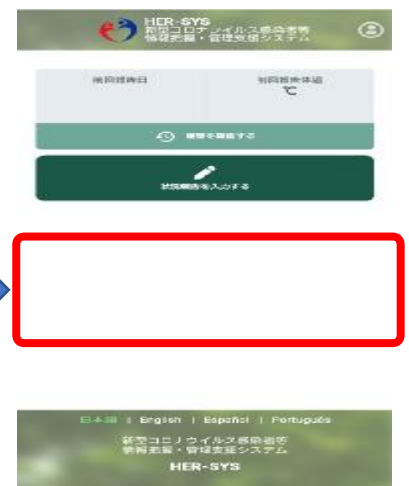 HER-SYS
新型コロナウイルス感染者等
情報把握・管理支援システム
前回報告日
前回報告体温
℃
履歴を確認する
状況報告を入力する
日本語 | English | Español | Português
新型コロナウイルス感染者等
情報把握・管理支援システム
HER-SYS